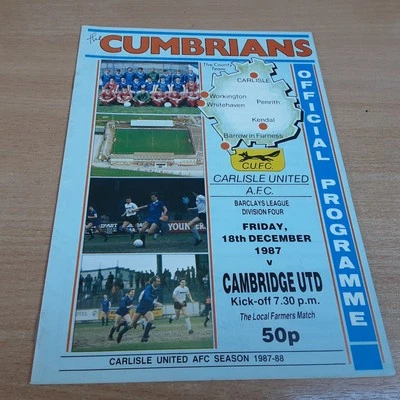 the CUMBRIANS
The County Town
CARLISLE
Workington
Whitehaven
Penrith
Kendal
Barrow in Furness
C.U.F.C.
CARLISLE UNITED
A.F.C.
BARCLAYS LEAGUE
DIVISION FOUR
FRIDAY,
18th DECEMBER
1987
v
CAMBRIDGE UTD
Kick-off 7.30 p.m.
The Local Farmers Match
50p
OFFICIAL PROGRAMME
CARLISLE UNITED AFC SEASON 1987-88